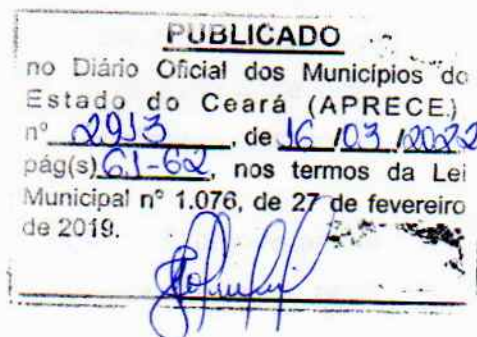 PUBLICADO
no Diário Oficial dos Municípios do
Estado do Ceará (APRECE)
nº 2913, de 16/03/2022
pág(s) 61-62, nos termos da Lei
Municipal nº 1.076, de 27 de fevereiro
de 2019.